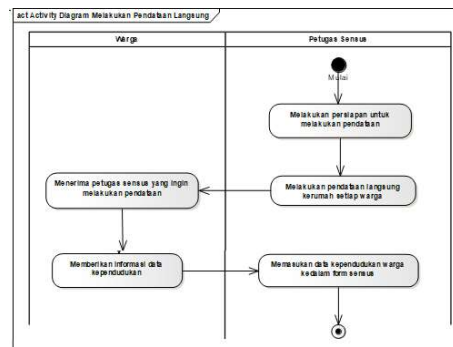 act Activity Diagram Melakukan Pendataan Langsung
Warga
Petugas Sensus
Mulai
Melakukan persiapan untuk
melakukan pendataan
Melakukan pendataan langsung
kerumah setiap warga
Menerima petugas sensus yang ingin
melakukan pendataan
Memberikan informasi data
kependudukan
Memasukan data kependudukan warga
kedalam form sensus